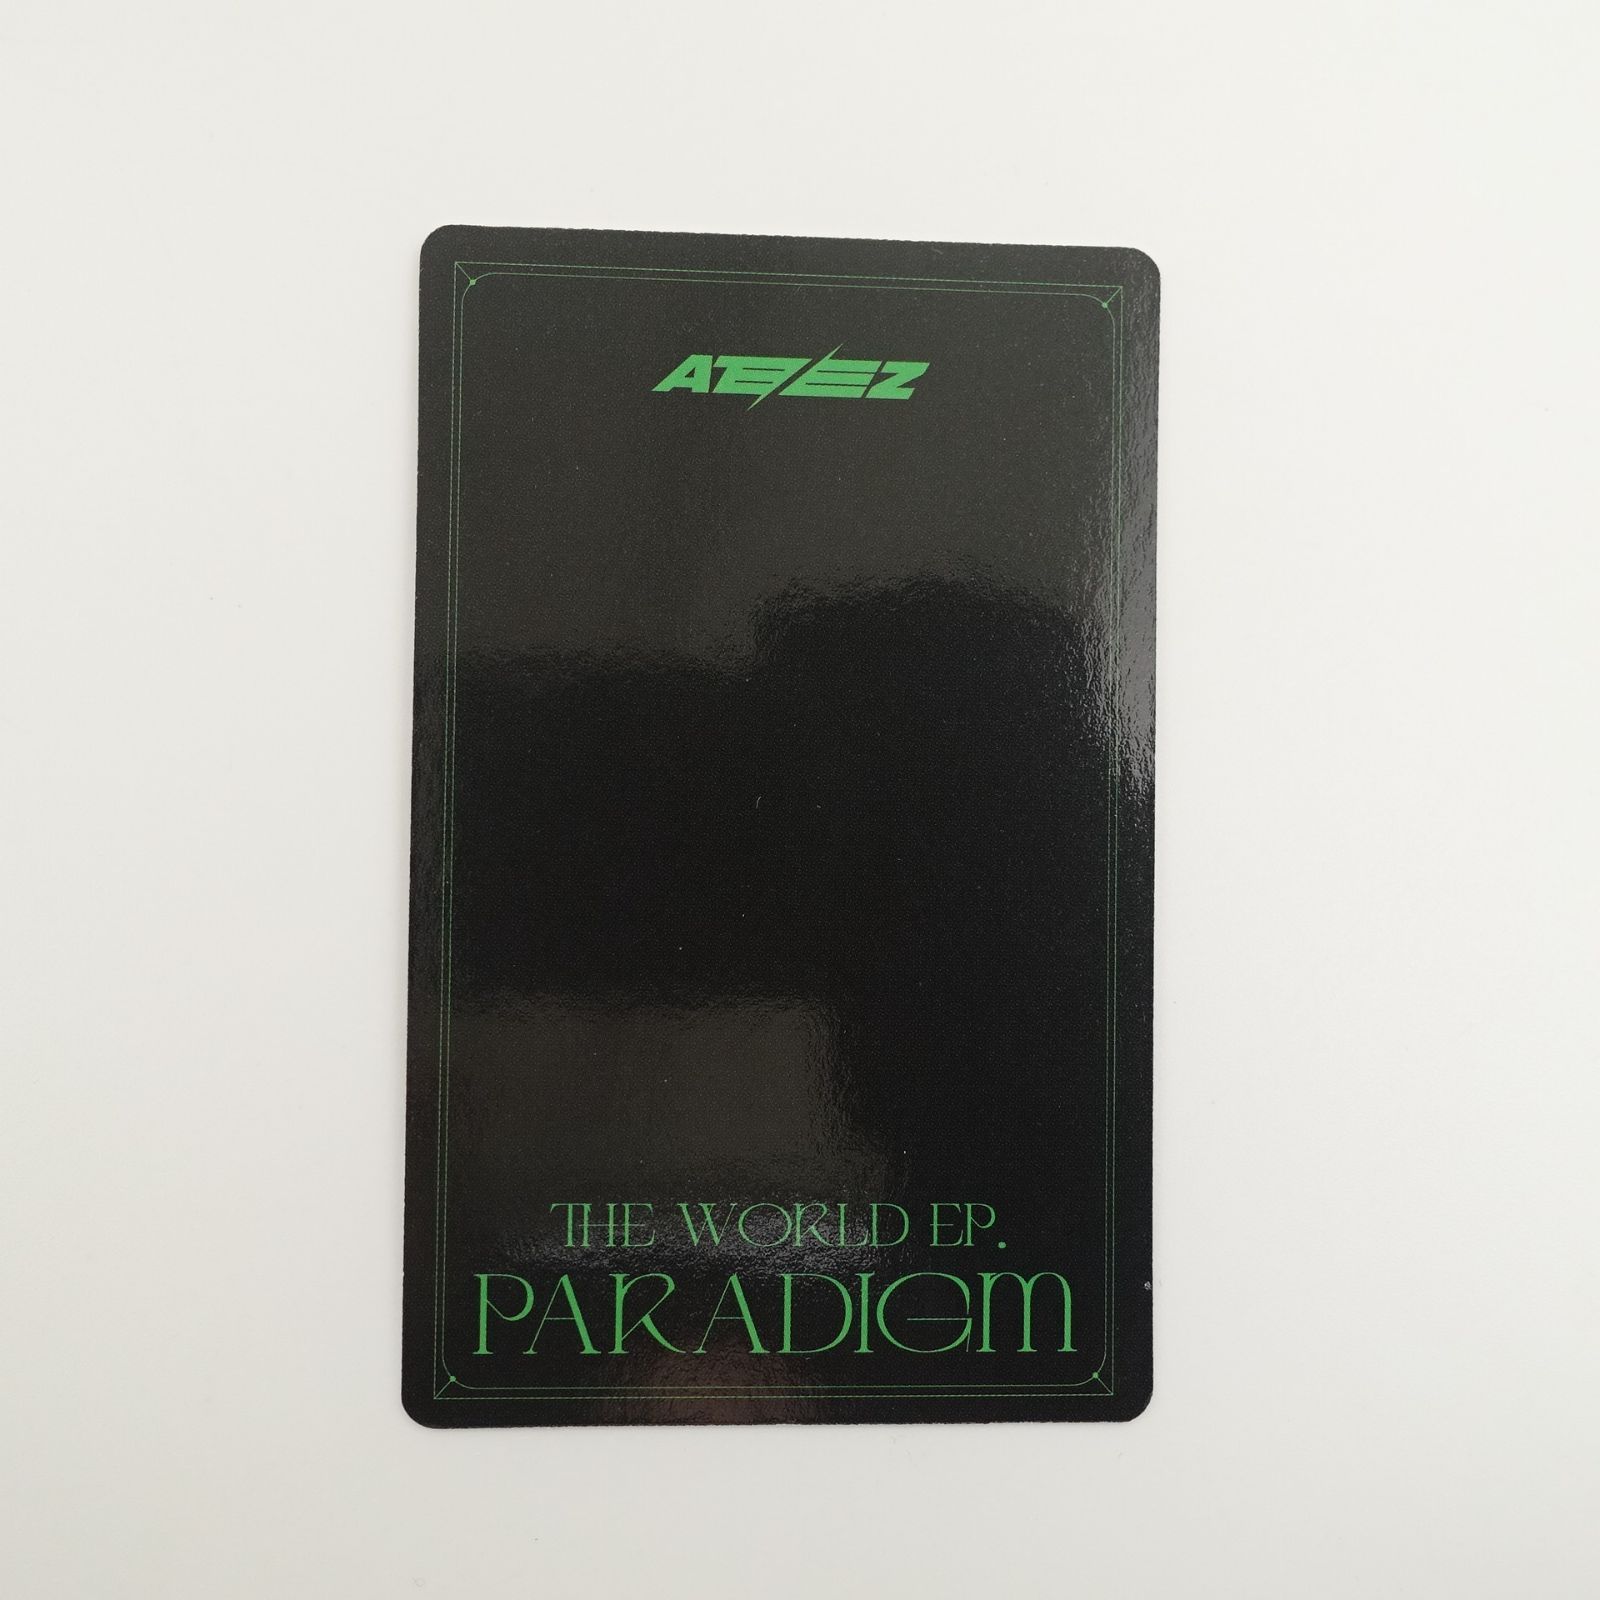 ATEEZ
THE WORLD EP.
PARADIGM